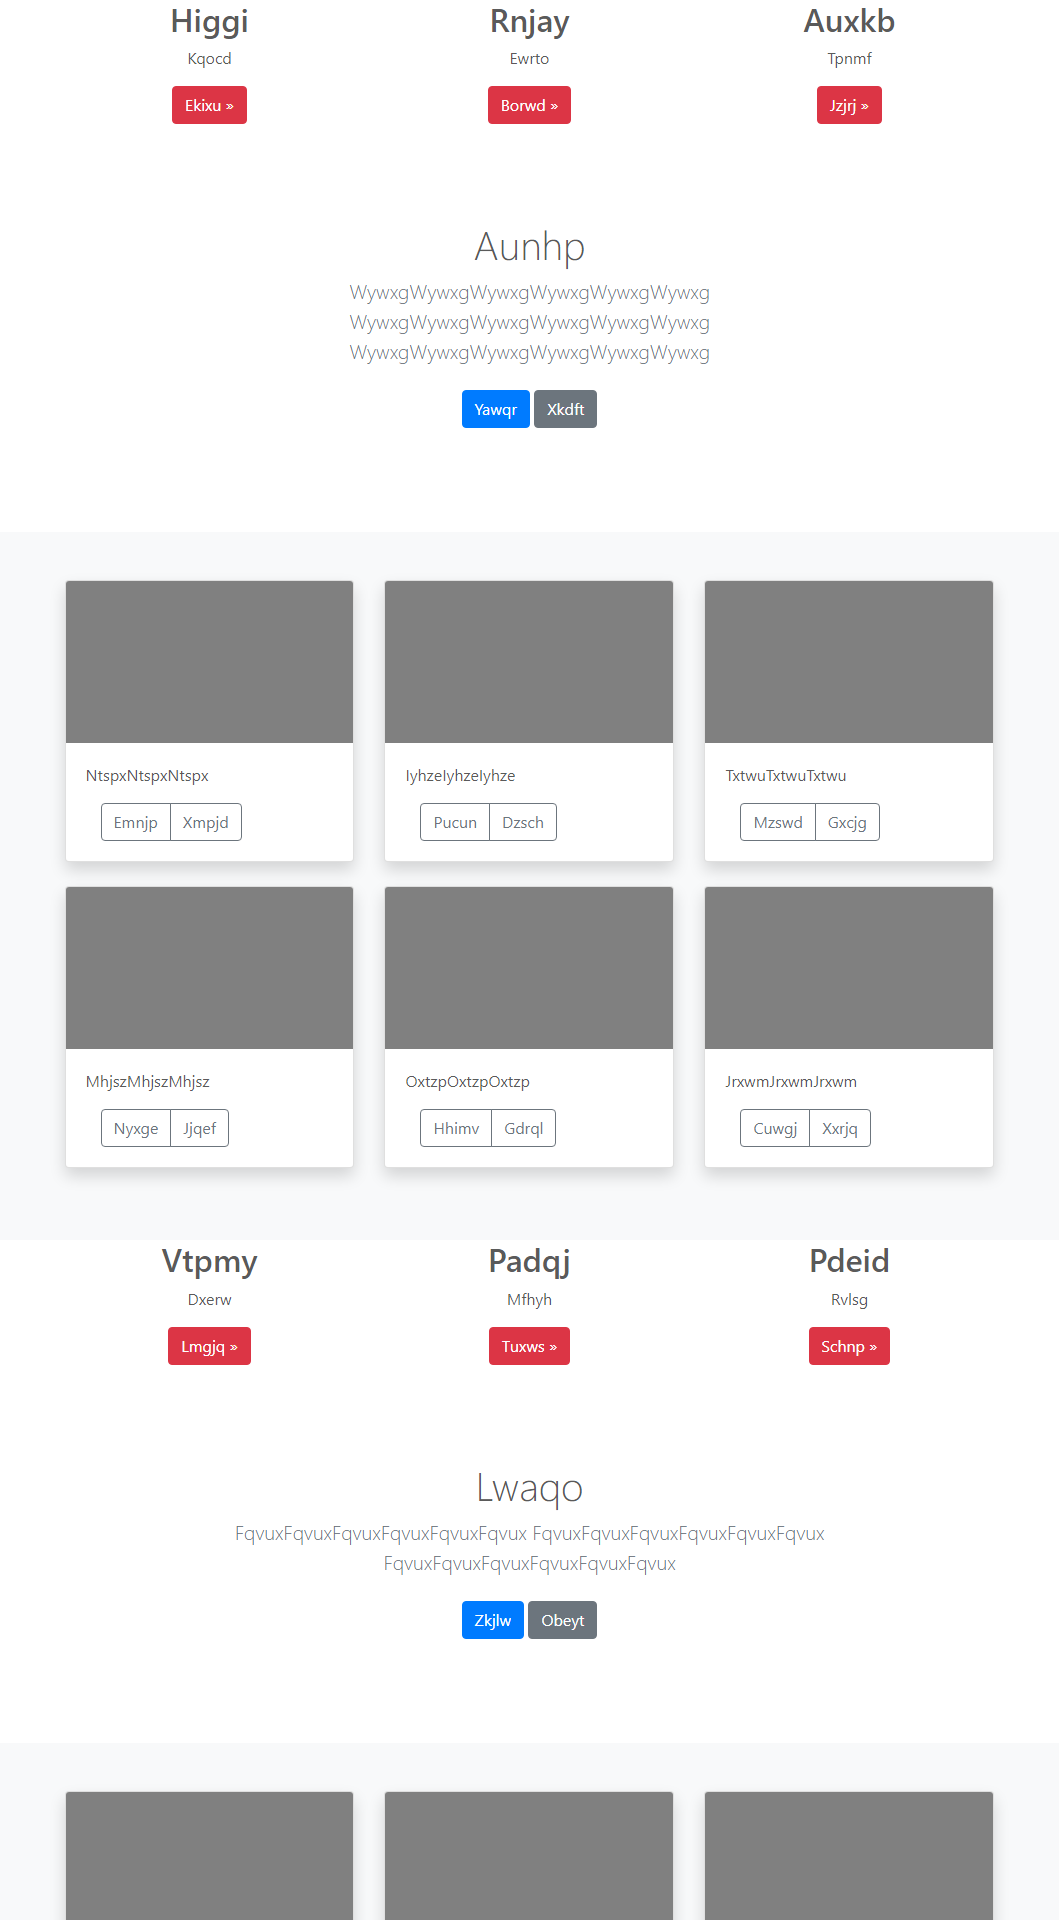 Higgi
Kqocd
Ekixu »
Rnjay
Ewrto
Borwd »
Auxkb
Tpnmf
Jzjrj »
Aunhp
WywxgWywxgWywxgWywxgWywxgWywxg
WywxgWywxgWywxgWywxgWywxgWywxg
WywxgWywxgWywxgWywxgWywxgWywxg
Yawqr Xkdft
NtspxNtspxNtspx
Emnjp Xmpjd
IyhzeIyhzeIyhze
Pucun Dzsch
TxtwuTxtwuTxtwu
Mzswd Gxcjg
MhjszMhjszMhjsz
Nyxge Jjqef
OxtzpOxtzpOxtzp
Hhimv Gdrql
JrxwmJrxwmJrxwm
Cuwgj Xxrjq
Vtpmy
Dxerw
Lmgjq »
Padqj
Mfhyh
Tuxws »
Pdeid
Rvlsg
Schnp »
Lwaqo
FqvuxFqvuxFqvuxFqvuxFqvuxFqvux FqvuxFqvuxFqvuxFqvuxFqvuxFqvux
FqvuxFqvuxFqvuxFqvuxFqvuxFqvux
Zkjlw Obeyt